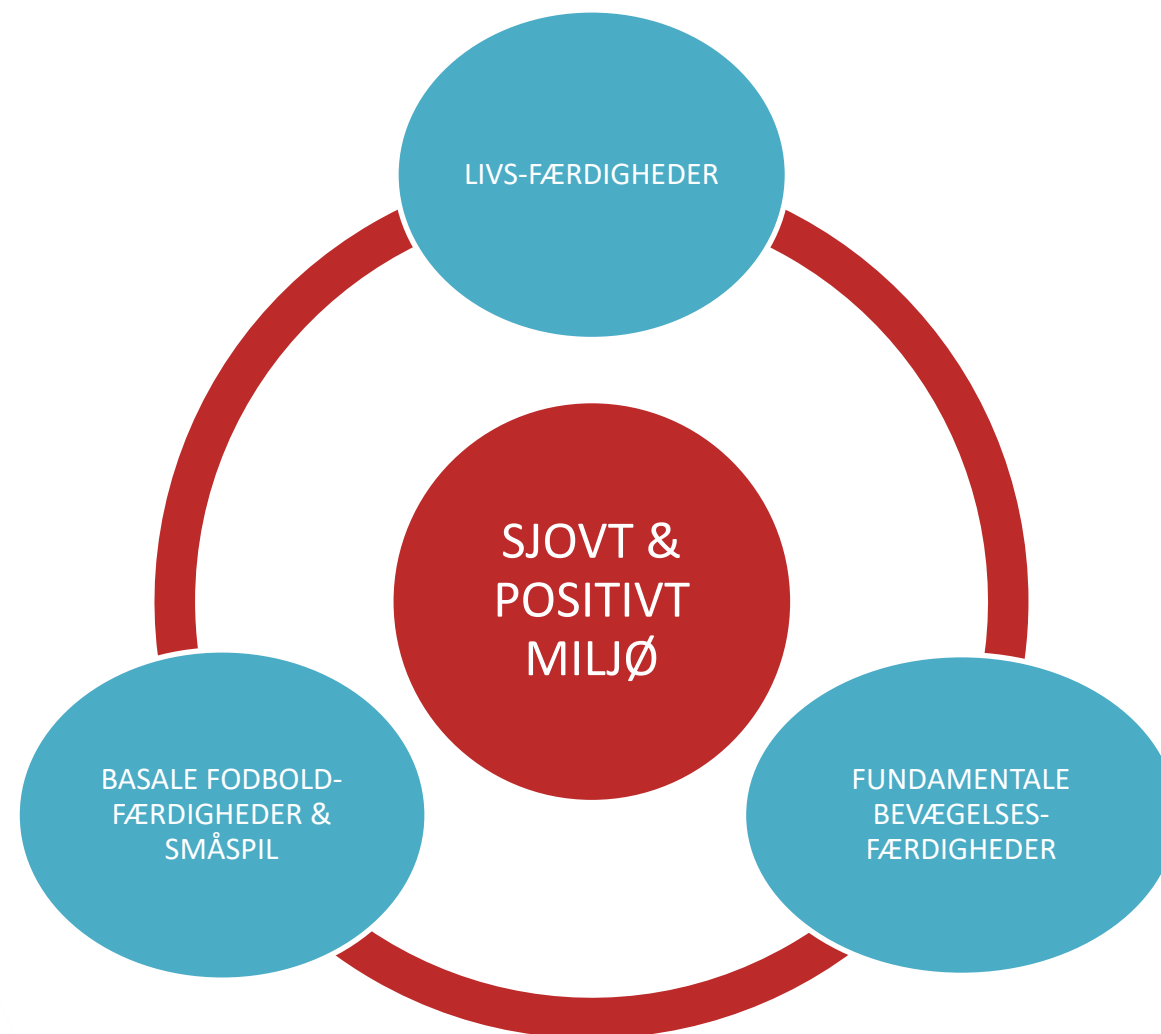 LIVS-FÆRDIGHEDER
SJOVT &
POSITIVT
MILJØ
BASALE FODBOLD-
FÆRDIGHEDER &
SMÅSPIL
FUNDAMENTALE
BEVÆGELSES-
FÆRDIGHEDER